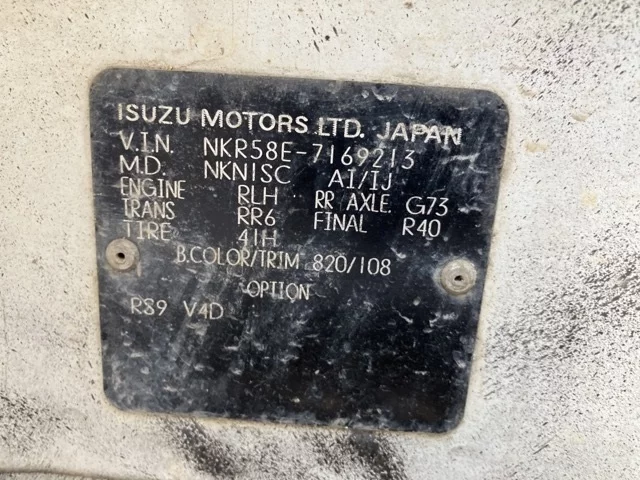 ISUZU MOTORS LTD. JAPAN
V.I.N. NKR58E-7169213
M.D. NKN1SC A1/IJ
ENGINE RLH RR AXLE. G73
TRANS RR6 FINAL R40
TIRE 41H
B.COLOR/TRIM 820/108
OPTION
RS9 V4D